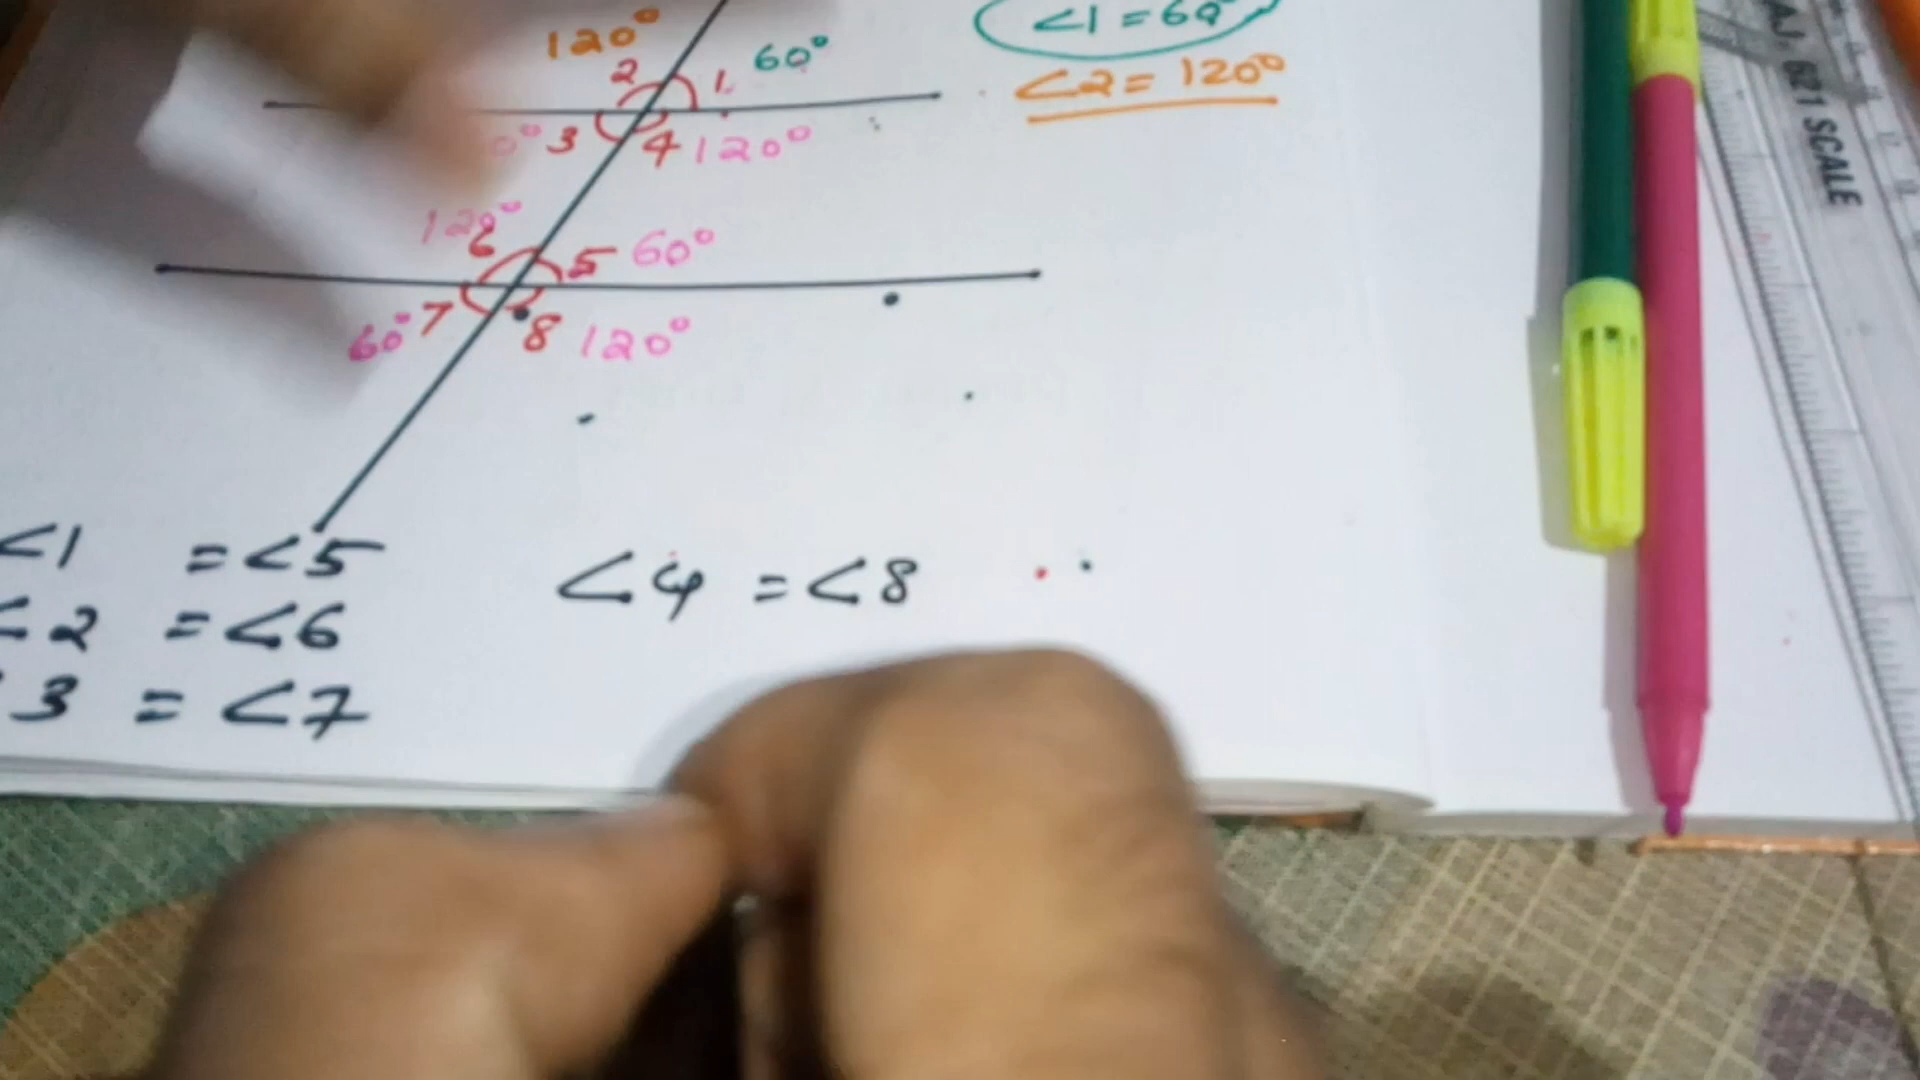 <1 = 60°
120°
<2 = 120°
2 1 60°
0° 3 4 120°
120°
6 5 60°
60° 7 8 120°
<1 = <5
<4 = <8
<2 = <6
3 = <7
621 SCALE